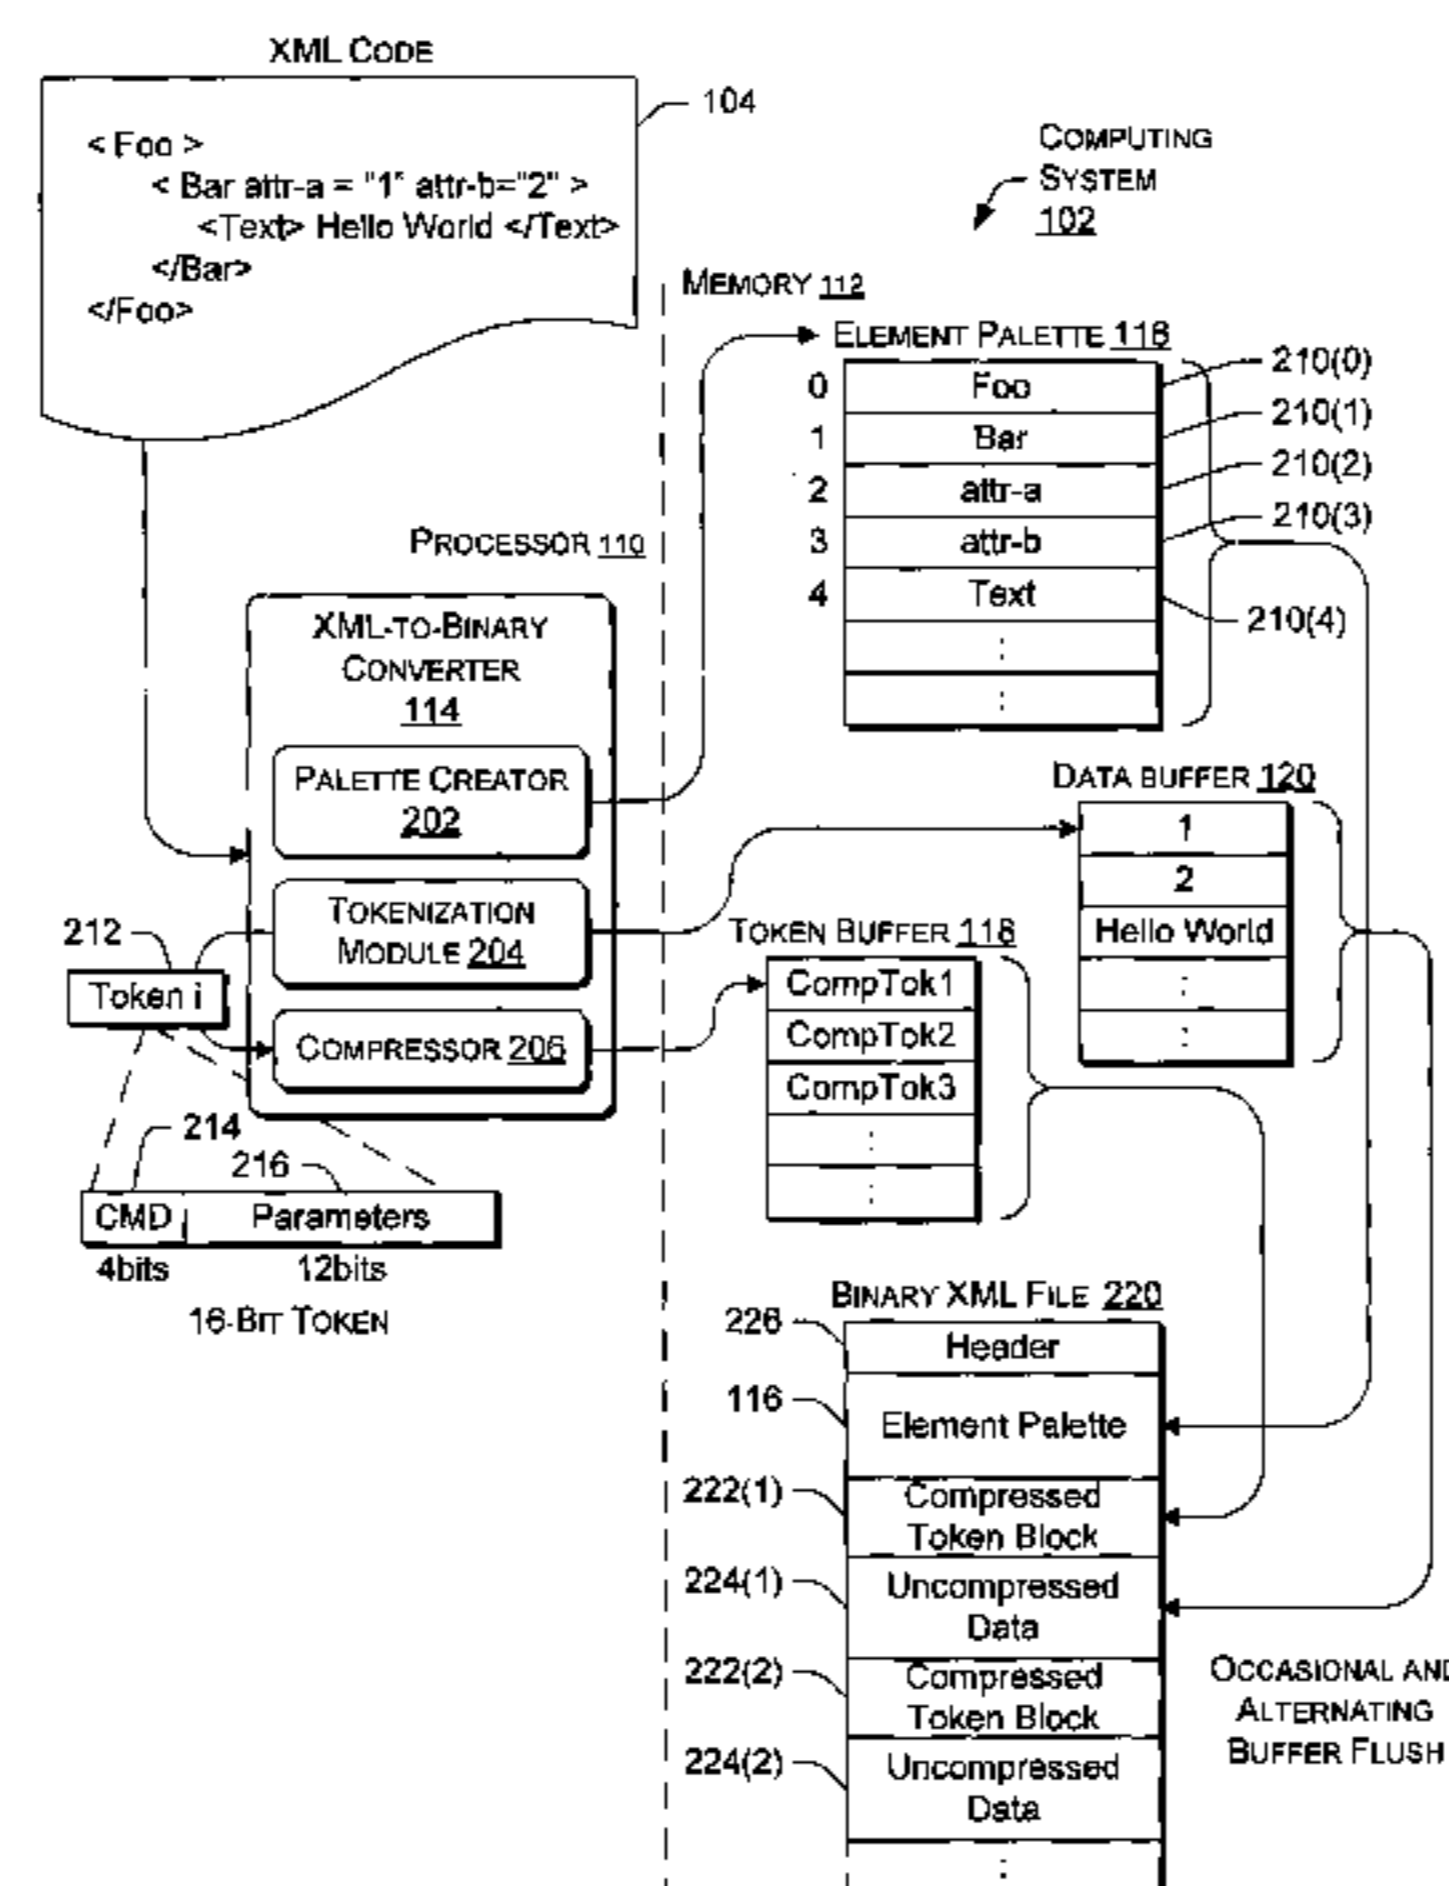 XML CODE
104
< Foo >
< Bar attr-a = "1" attr-b="2" >
<Text> Hello World </Text>
</Bar>
</Foo>
COMPUTING
SYSTEM
102
MEMORY 112
ELEMENT PALETTE 116
0 Foo 210(0)
1 Bar 210(1)
2 attr-a 210(2)
3 attr-b 210(3)
4 Text 210(4)
:
:
PROCESSOR 110
XML-TO-BINARY
CONVERTER
114
PALETTE CREATOR
202
TOKENIZATION
MODULE 204
COMPRESSOR 206
212
Token i
214
216
CMD Parameters
4bits 12bits
16-BIT TOKEN
DATA BUFFER 120
1
2
Hello World
:
:
TOKEN BUFFER 118
CompTok1
CompTok2
CompTok3
:
:
BINARY XML FILE 220
226 Header
116 Element Palette
222(1) Compressed
Token Block
224(1) Uncompressed
Data
222(2) Compressed
Token Block
224(2) Uncompressed
Data
:
OCCASIONAL AND
ALTERNATING
BUFFER FLUSH